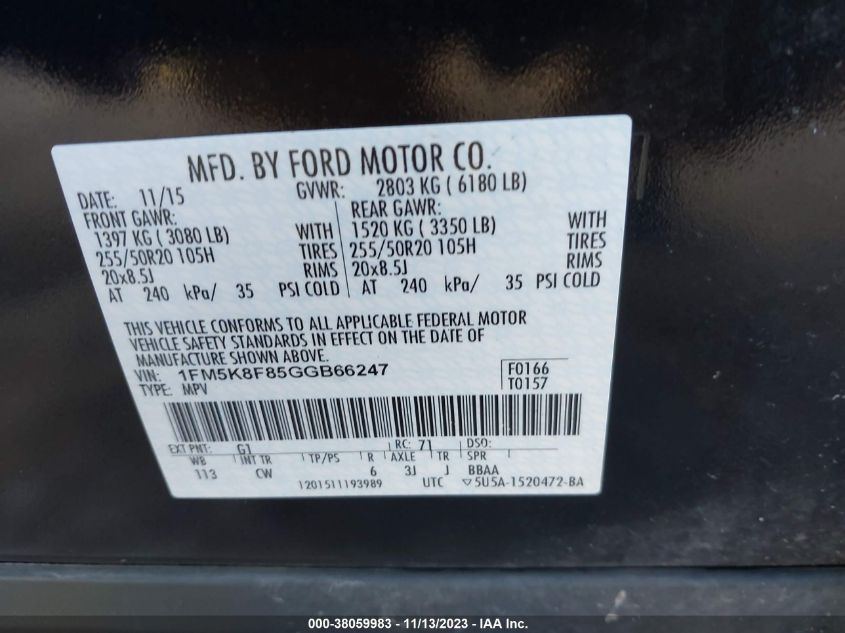 MFD. BY FORD MOTOR CO.
DATE: 11/15 GVWR: 2803 KG ( 6180 LB)
FRONT GAWR: REAR GAWR:
1397 KG ( 3080 LB) WITH 1520 KG ( 3350 LB) WITH
255/50R20 105H TIRES 255/50R20 105H TIRES
20x8.5J RIMS 20x8.5J RIMS
AT 240 kPa/ 35 PSI COLD AT 240 kPa/ 35 PSI COLD
THIS VEHICLE CONFORMS TO ALL APPLICABLE FEDERAL MOTOR
VEHICLE SAFETY STANDARDS IN EFFECT ON THE DATE OF
MANUFACTURE SHOWN ABOVE.
VIN: 1FM5K8F85GGB66247 F0166
TYPE: MPV T0157
EXT PNT: G1 RC: 71 DSO:
WB INT TR TP/PS R AXLE TR SPR
113 CW 6 3J J BBAA
1201511193989 UTC ▽5U5A-1520472-BA
000-38059983 - 11/13/2023 - IAA Inc.